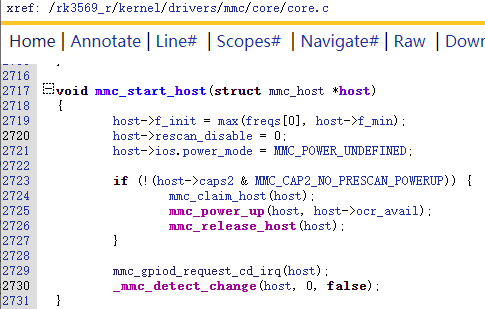 xref: /rk3569_r/kernel/drivers/mmc/core/core.c
Home | Annotate | Line# | Scopes# | Navigate# | Raw | Down
2716
2717 void mmc_start_host(struct mmc_host *host)
2718 {
2719 host->f_init = max(freqs[0], host->f_min);
2720 host->rescan_disable = 0;
2721 host->ios.power_mode = MMC_POWER_UNDEFINED;
2722
2723 if (!(host->caps2 & MMC_CAP2_NO_PRESCAN_POWERUP)) {
2724 mmc_claim_host(host);
2725 mmc_power_up(host, host->ocr_avail);
2726 mmc_release_host(host);
2727 }
2728
2729 mmc_gpiod_request_cd_irq(host);
2730 _mmc_detect_change(host, 0, false);
2731 }